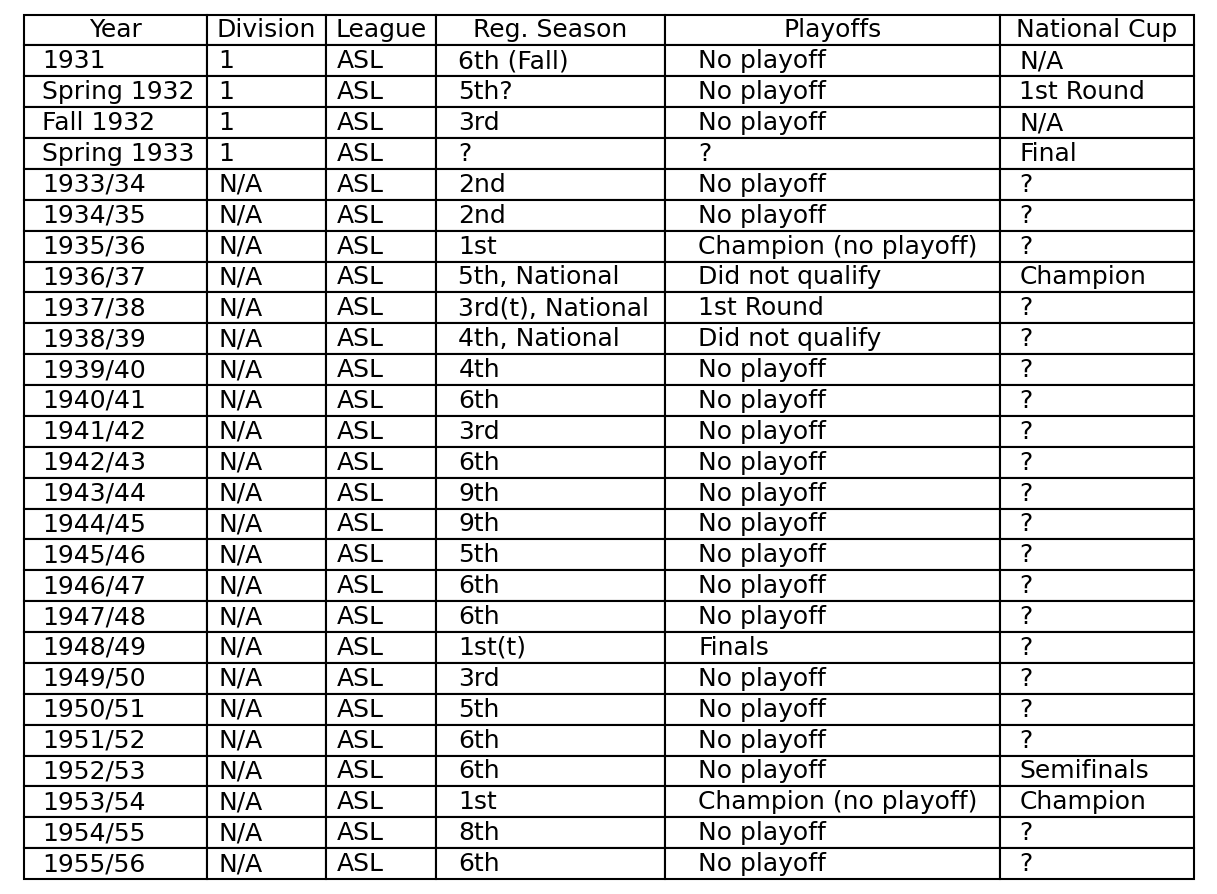 Year Division League Reg. Season Playoffs National Cup
1931 1 ASL 6th (Fall) No playoff N/A
Spring 1932 1 ASL 5th? No playoff 1st Round
Fall 1932 1 ASL 3rd No playoff N/A
Spring 1933 1 ASL ? ? Final
1933/34 N/A ASL 2nd No playoff ?
1934/35 N/A ASL 2nd No playoff ?
1935/36 N/A ASL 1st Champion (no playoff) ?
1936/37 N/A ASL 5th, National Did not qualify Champion
1937/38 N/A ASL 3rd(t), National 1st Round ?
1938/39 N/A ASL 4th, National Did not qualify ?
1939/40 N/A ASL 4th No playoff ?
1940/41 N/A ASL 6th No playoff ?
1941/42 N/A ASL 3rd No playoff ?
1942/43 N/A ASL 6th No playoff ?
1943/44 N/A ASL 9th No playoff ?
1944/45 N/A ASL 9th No playoff ?
1945/46 N/A ASL 5th No playoff ?
1946/47 N/A ASL 6th No playoff ?
1947/48 N/A ASL 6th No playoff ?
1948/49 N/A ASL 1st(t) Finals ?
1949/50 N/A ASL 3rd No playoff ?
1950/51 N/A ASL 5th No playoff ?
1951/52 N/A ASL 6th No playoff ?
1952/53 N/A ASL 6th No playoff Semifinals
1953/54 N/A ASL 1st Champion (no playoff) Champion
1954/55 N/A ASL 8th No playoff ?
1955/56 N/A ASL 6th No playoff ?